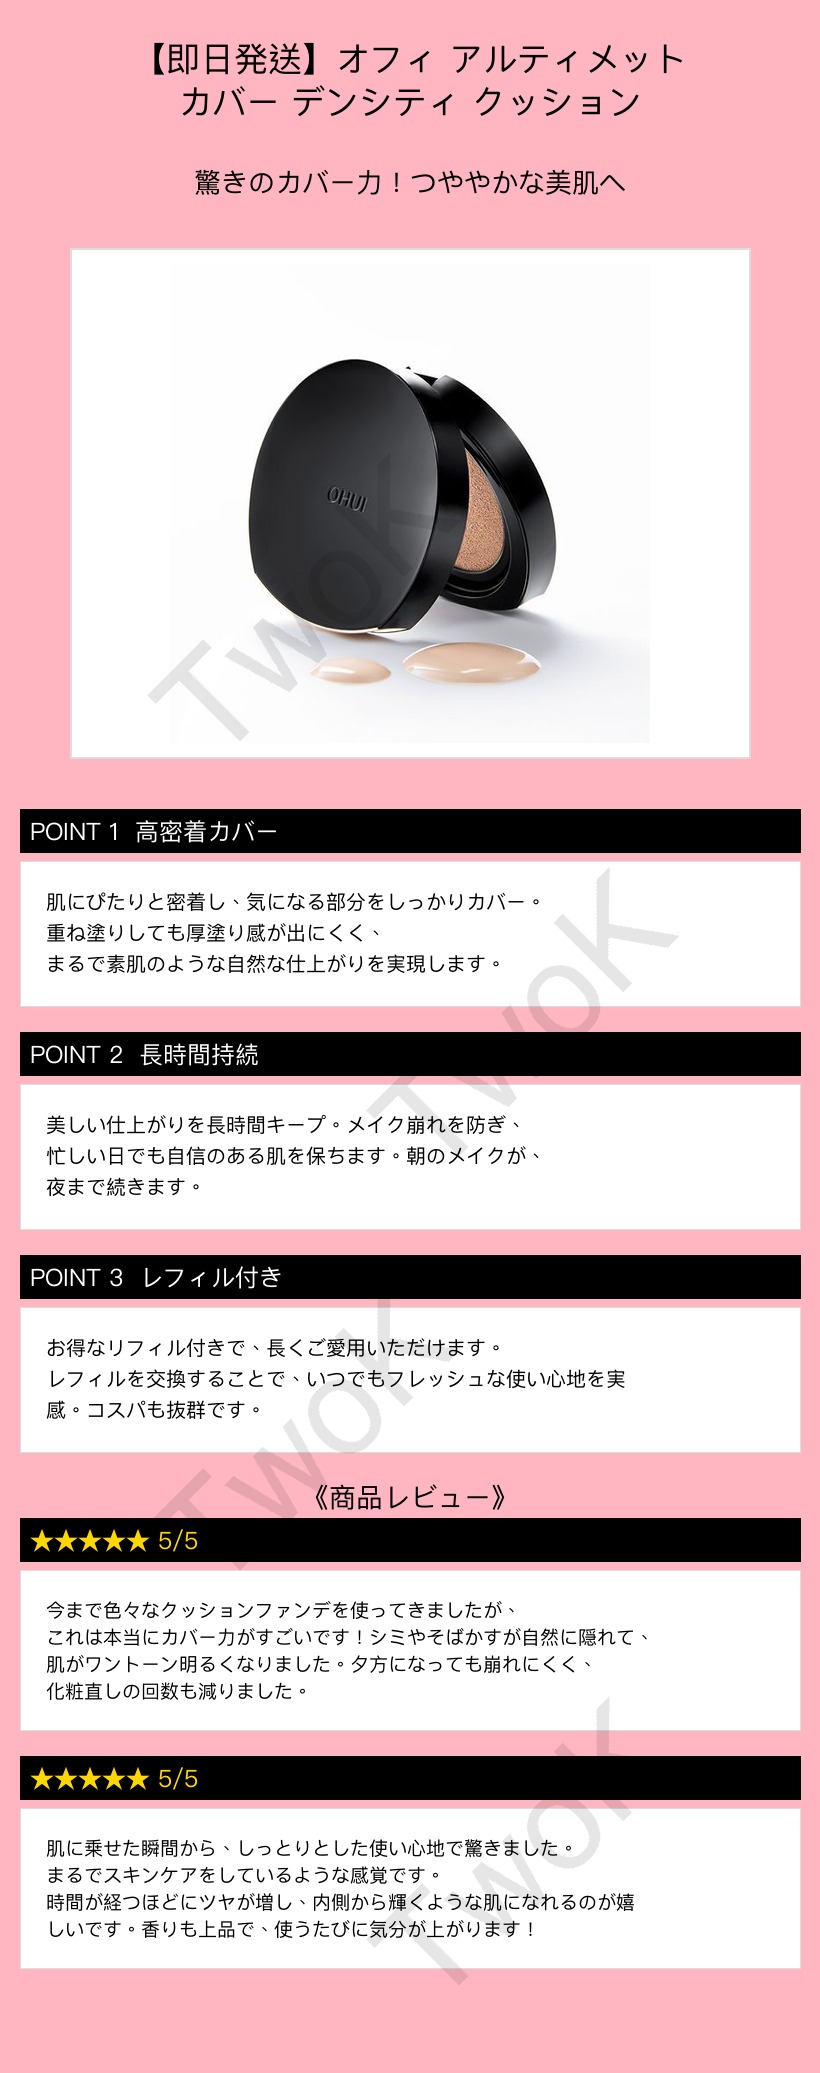 【即日発送】オフィ アルティメット
カバー デンシティ クッション
驚きのカバー力！つややかな美肌へ
OHUI
TwoK
POINT 1 高密着カバー
肌にぴたりと密着し、気になる部分をしっかりカバー。
重ね塗りしても厚塗り感が出にくく、
まるで素肌のような自然な仕上がりを実現します。
TwoK
POINT 2 長時間持続
美しい仕上がりを長時間キープ。メイク崩れを防ぎ、
忙しい日でも自信のある肌を保ちます。朝のメイクが、
夜まで続きます。
POINT 3 レフィル付き
お得なリフィル付きで、長くご愛用いただけます。
レフィルを交換することで、いつでもフレッシュな使い心地を実
感。コスパも抜群です。
TwoK
《商品レビュー》
★★★★★ 5/5
今まで色々なクッションファンデを使ってきましたが、
これは本当にカバー力がすごいです！シミやそばかすが自然に隠れて、
肌がワントーン明るくなりました。夕方になっても崩れにくく、
化粧直しの回数も減りました。
★★★★★ 5/5
肌に乗せた瞬間から、しっとりとした使い心地で驚きました。
まるでスキンケアをしているような感覚です。
時間が経つほどにツヤが増し、内側から輝くような肌になれるのが嬉
しいです。香りも上品で、使うたびに気分が上がります！
TwoK